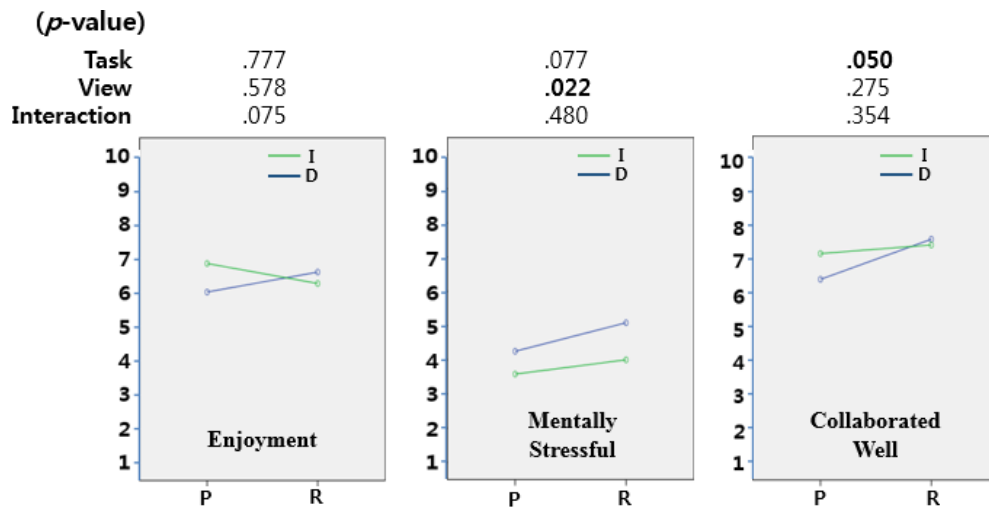 (p-value)
Task .777 .077 .050
View .578 .022 .275
Interaction .075 .480 .354
10 I 10 I 10 I
D D D
9 9 9
8 8 8
7 7 7
6 6 6
5 5 5
4 4 4
3 3 3
2 2 2
1 1 1
Enjoyment
Mentally
Stressful
Collaborated
Well
P R P R P R